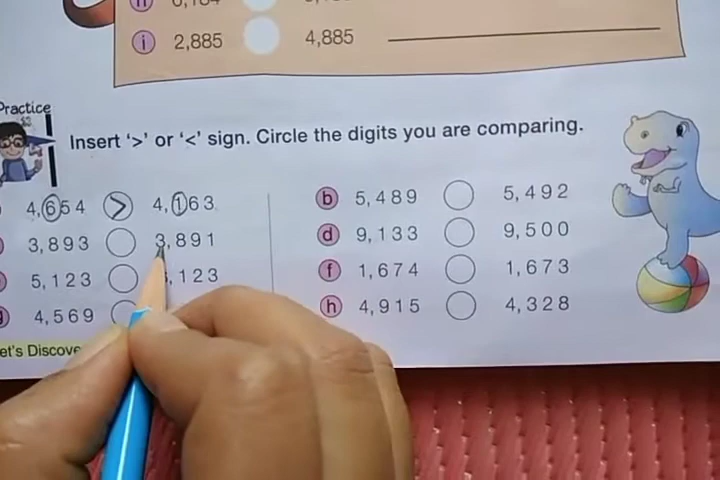 i 2,885 4,885
Practice
Insert '>' or '<' sign. Circle the digits you are comparing.
4,654 > 4,163 b 5,489 5,492
3,893 3,891 d 9,133 9,500
5,123 ,123 f 1,674 1,673
4,569 h 4,915 4,328
et's Discove